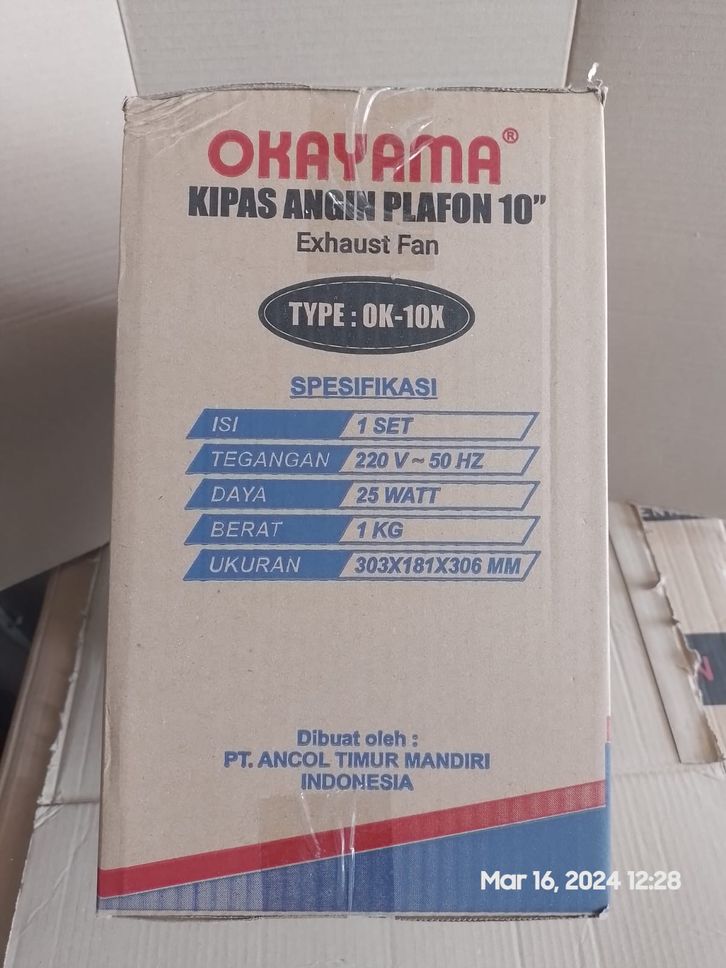 OKAYAMA®
KIPAS ANGIN PLAFON 10”
Exhaust Fan
TYPE : OK-10X
SPESIFIKASI
ISI 1 SET
TEGANGAN 220 V ~ 50 HZ
DAYA 25 WATT
BERAT 1 KG
UKURAN 303X181X306 MM
Dibuat oleh :
PT. ANCOL TIMUR MANDIRI
INDONESIA
Mar 16, 2024 12:28